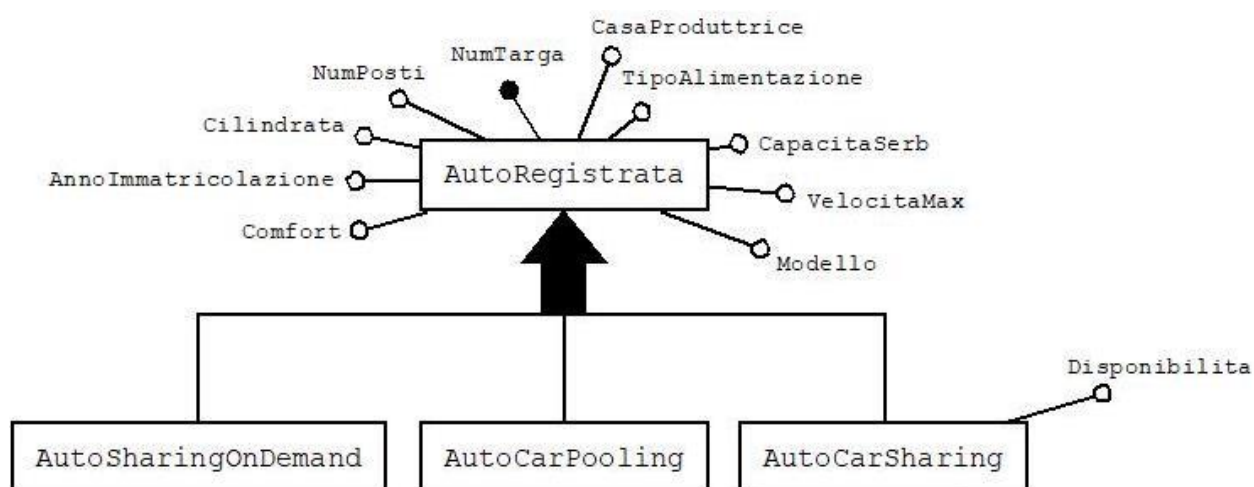 CasaProduttrice
NumTarga
NumPosti
TipoAlimentazione
Cilindrata
CapacitaSerb
AutoRegistrata
AnnoImmatricolazione
VelocitaMax
Comfort
Modello
Disponibilita
AutoSharingOnDemand
AutoCarPooling
AutoCarSharing